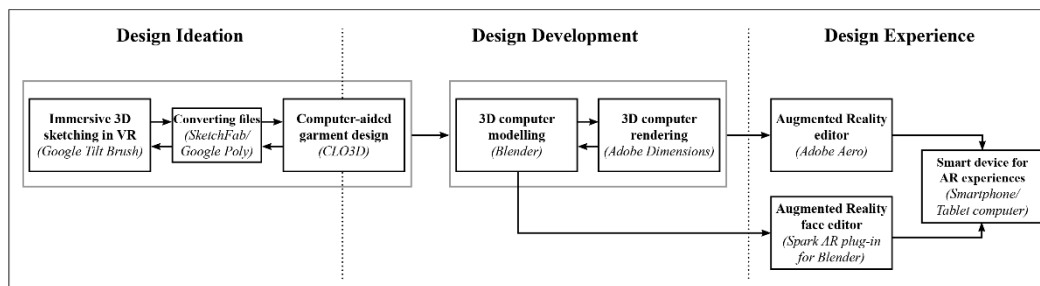 Design Ideation
Design Development
Design Experience
Immersive 3D
sketching in VR
(Google Tilt Brush)
Converting files
(SketchFab/
Google Poly)
Computer-aided
garment design
(CLO3D)
3D computer
modelling
(Blender)
3D computer
rendering
(Adobe Dimensions)
Augmented Reality
editor
(Adobe Aero)
Smart device for
AR experiences
(Smartphone/
Tablet computer)
Augmented Reality
face editor
(Spark AR plug-in
for Blender)